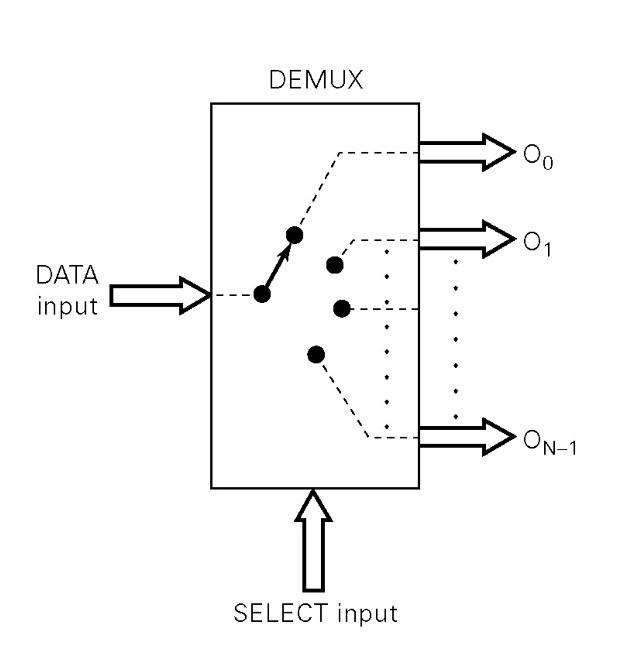 DEMUX
O0
O1
DATA
input
ON–1
SELECT input